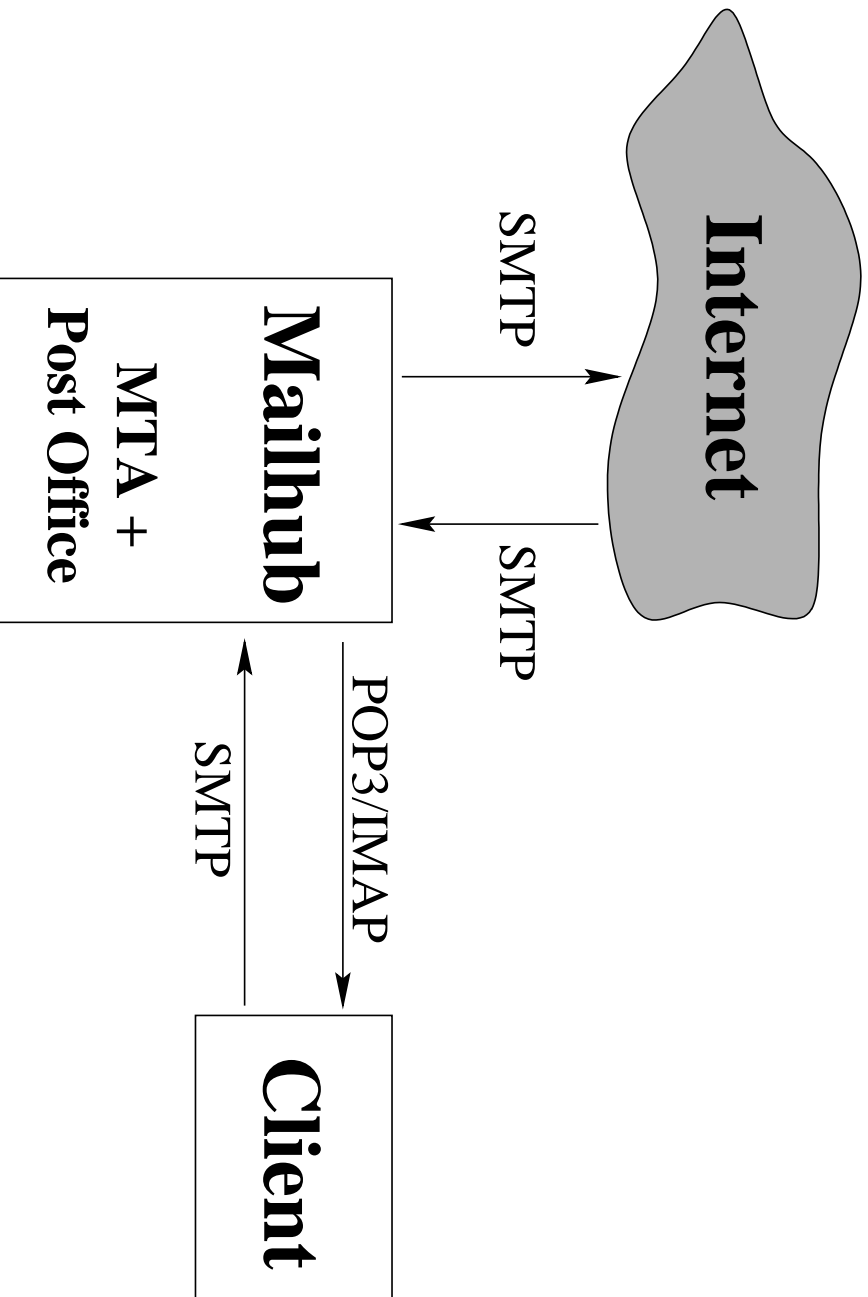 Internet
SMTP
SMTP
Mailhub
MTA +
Post Office
POP3/IMAP
SMTP
Client